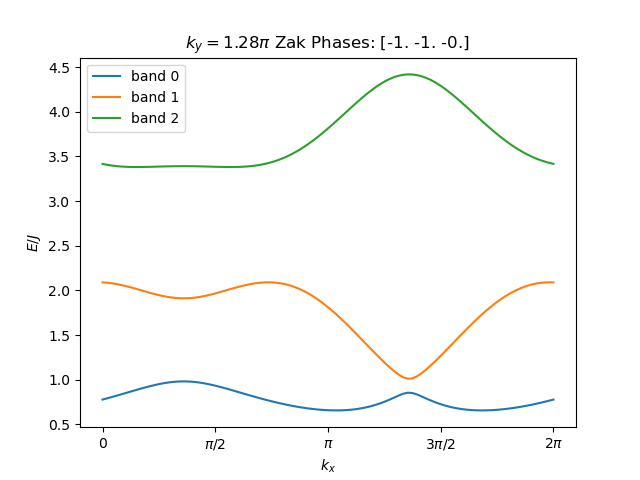 k_y = 1.28π Zak Phases: [-1. -1. -0.]
band 0
band 1
band 2
4.5
4.0
3.5
3.0
2.5
2.0
1.5
1.0
0.5
E/J
0 π/2 π 3π/2 2π
k_x